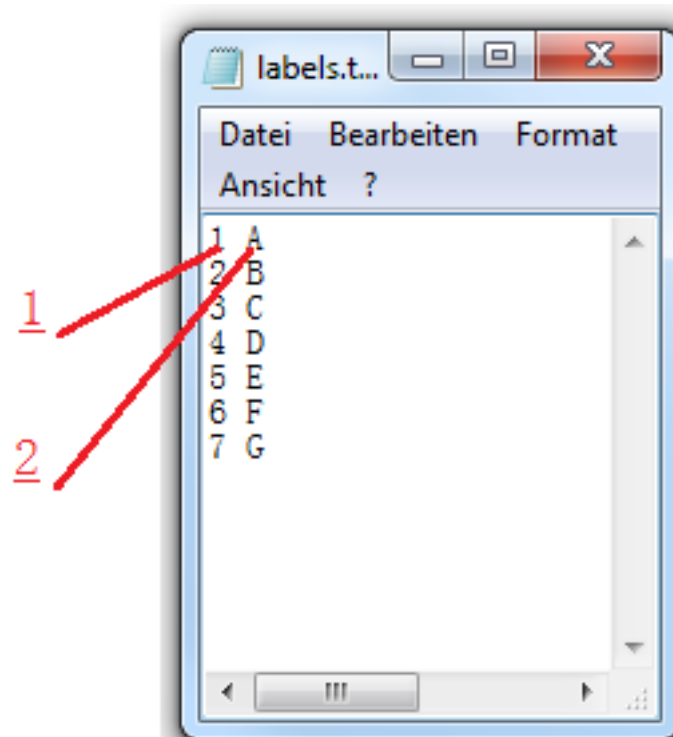 labels.t...
Datei Bearbeiten Format
Ansicht ?
1 A
2 B
3 C
4 D
5 E
6 F
7 G
1
2